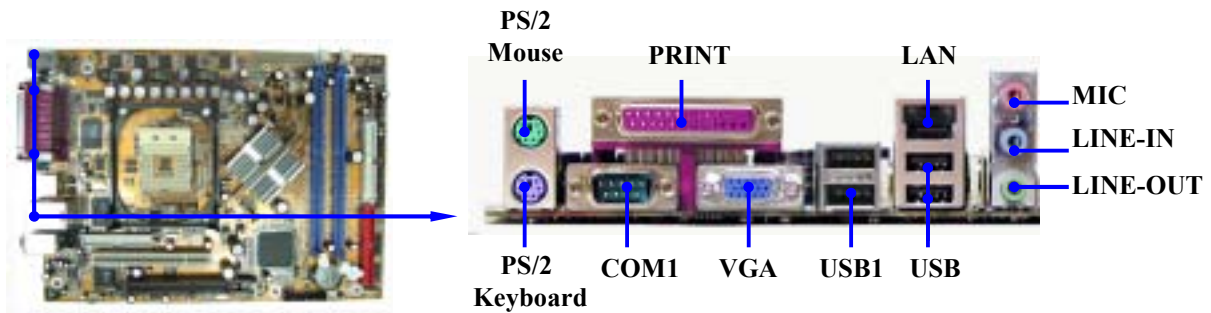 PS/2
Mouse
PRINT
LAN
MIC
LINE-IN
LINE-OUT
PS/2
Keyboard
COM1
VGA
USB1
USB